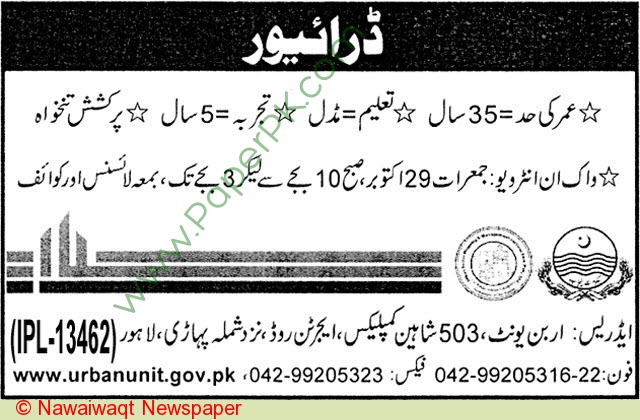 ڈرائیور
☆ عمر کی حد=35 سال ☆ تعلیم=مڈل ☆ تجربہ=5 سال ☆ پرکشش تنخواہ
☆ واک ان انٹرویو: جمعرات 29 اکتوبر، صبح 10 بجے سے لیکر 3 بجے تک، بمعہ لائسنس اور کوائف
ایڈریس: اربن یونٹ، 503 شاہین کمپلیکس، ایجرٹن روڈ، نزد شملہ پہاڑی، لاہور (IPL-13462)
فون: 042-99205316-22 فیکس: 042-99205323 ، www.urbanunit.gov.pk
www.PaperPK.com
© Nawaiwaqt Newspaper